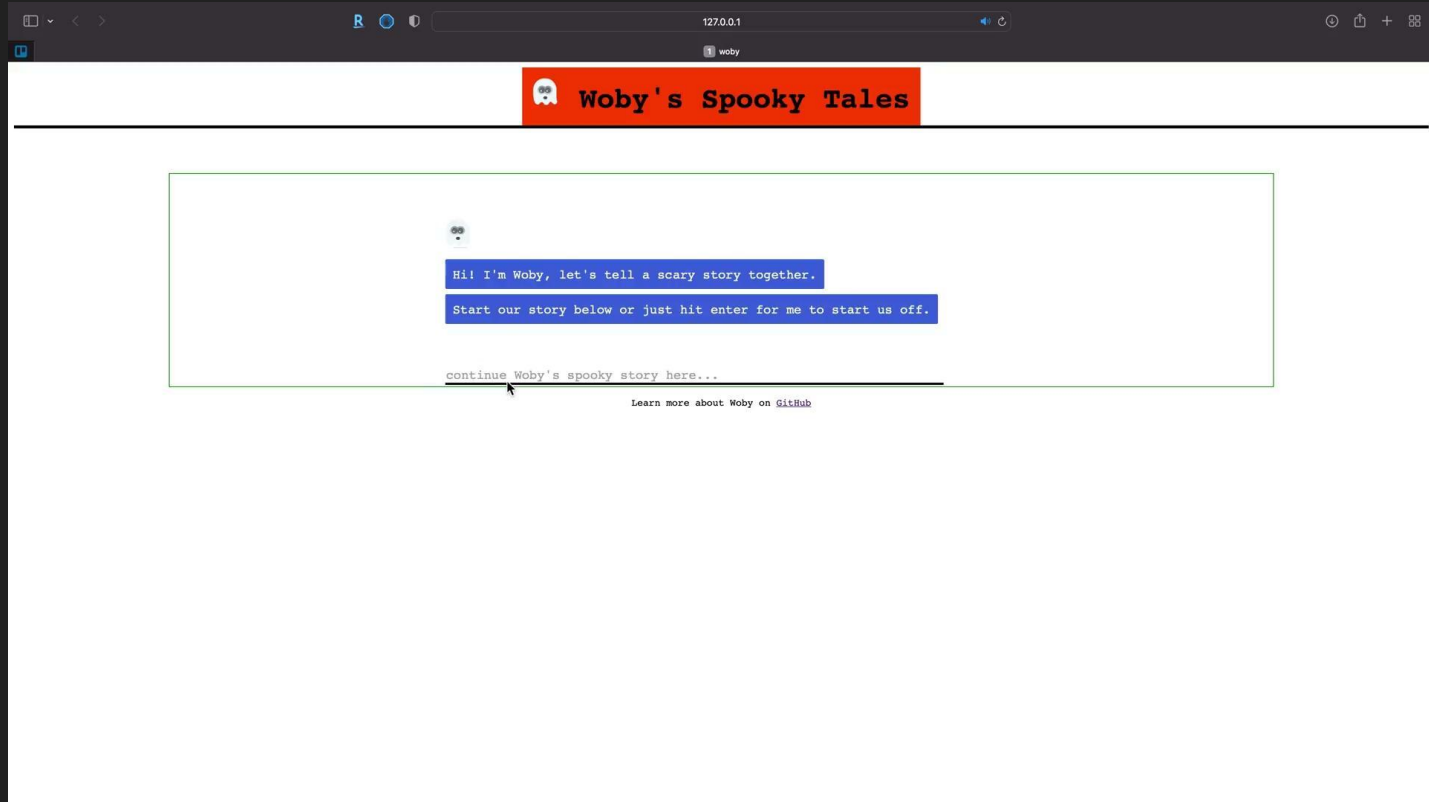 127.0.0.1
1 woby
Woby's Spooky Tales
Hi! I'm Woby, let's tell a scary story together.
Start our story below or just hit enter for me to start us off.
continue Woby's spooky story here...
Learn more about Woby on GitHub